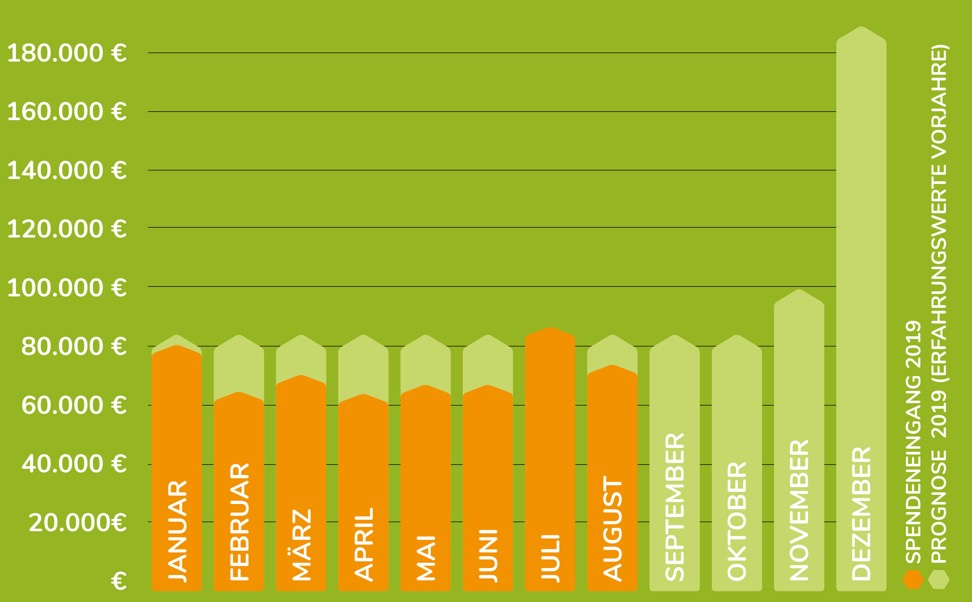 180.000 €
160.000 €
140.000 €
120.000 €
100.000 €
80.000 €
60.000 €
40.000 €
20.000€
€
JANUAR
FEBRUAR
MÄRZ
APRIL
MAI
JUNI
JULI
AUGUST
SEPTEMBER
OKTOBER
NOVEMBER
DEZEMBER
SPENDENEINGANG 2019
PROGNOSE 2019 (ERFAHRUNGSWERTE VORJAHRE)